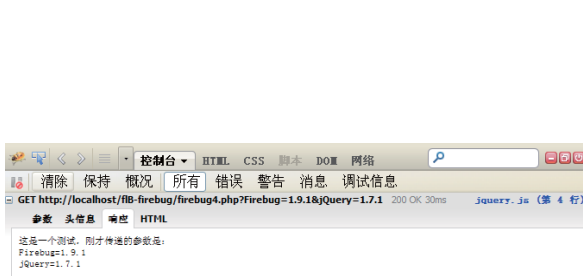 控制台 HTML CSS 脚本 DOM 网络
清除 保持 概况 所有 错误 警告 消息 调试信息
GET http://localhost/flB-firebug/firebug4.php?Firebug=1.9.1&jQuery=1.7.1 200 OK 30ms jquery.js (第 4 行)
参数 头信息 响应 HTML
这是一个测试，刚才传递的参数是：
Firebug=1.9.1
jQuery=1.7.1